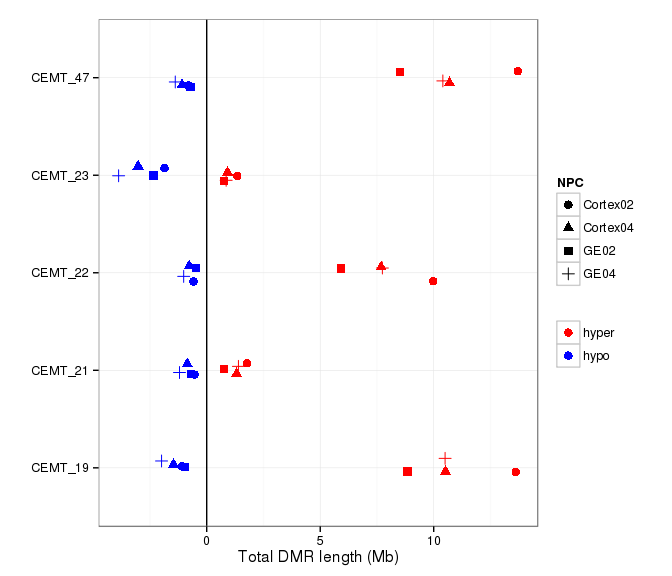 CEMT_47
CEMT_23
CEMT_22
CEMT_21
CEMT_19
0 5 10
Total DMR length (Mb)
NPC
Cortex02
Cortex04
GE02
GE04
hyper
hypo